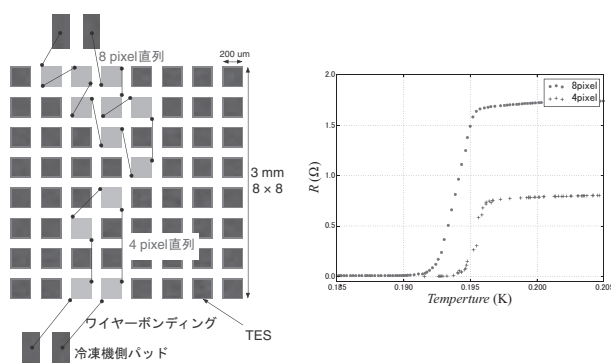 8 pixel直列
200 um
3 mm
8 × 8
4 pixel直列
ワイヤーボンディング
TES
冷凍機側パッド
8pixel
4pixel
2.0
1.5
1.0
0.5
0.0
R (Ω)
0.185
0.190
0.195
0.200
0.205
Temperture (K)